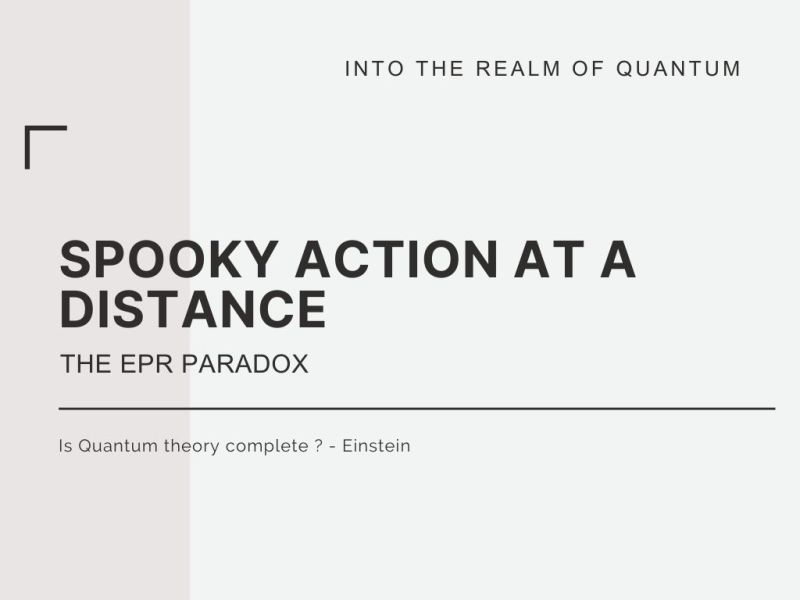 INTO THE REALM OF QUANTUM
SPOOKY ACTION AT A
DISTANCE
THE EPR PARADOX
Is Quantum theory complete ? - Einstein